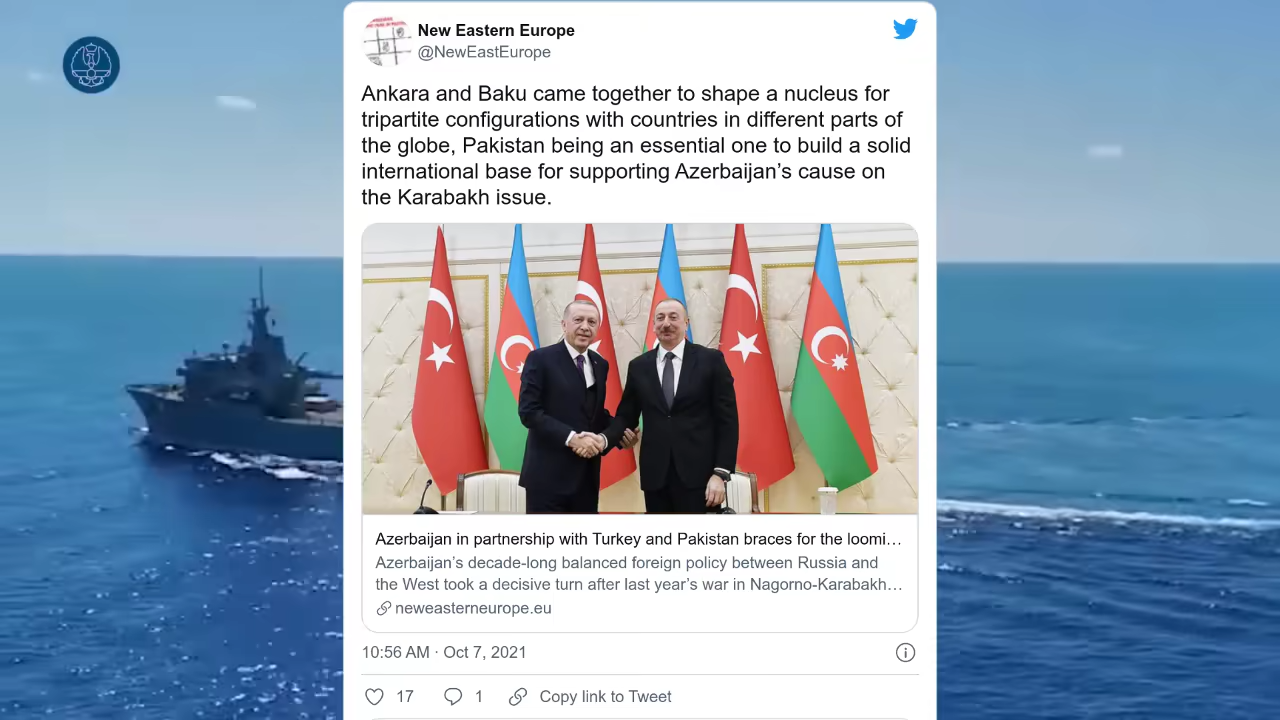 New Eastern Europe
@NewEastEurope
Ankara and Baku came together to shape a nucleus for
tripartite configurations with countries in different parts of
the globe, Pakistan being an essential one to build a solid
international base for supporting Azerbaijan’s cause on
the Karabakh issue.
Azerbaijan in partnership with Turkey and Pakistan braces for the loomi…
Azerbaijan’s decade-long balanced foreign policy between Russia and
the West took a decisive turn after last year’s war in Nagorno-Karabakh…
neweasterneurope.eu
10:56 AM · Oct 7, 2021
17 1 Copy link to Tweet